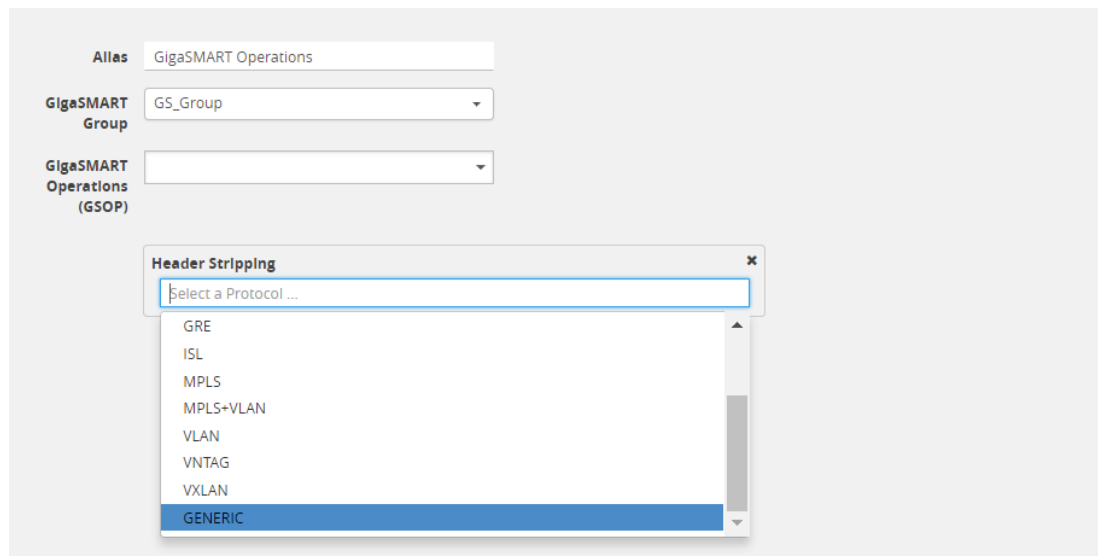 Alias GigaSMART Operations
GigaSMART Group GS_Group
GigaSMART Operations (GSOP)
Header Stripping
Select a Protocol ...
GRE
ISL
MPLS
MPLS+VLAN
VLAN
VNTAG
VXLAN
GENERIC